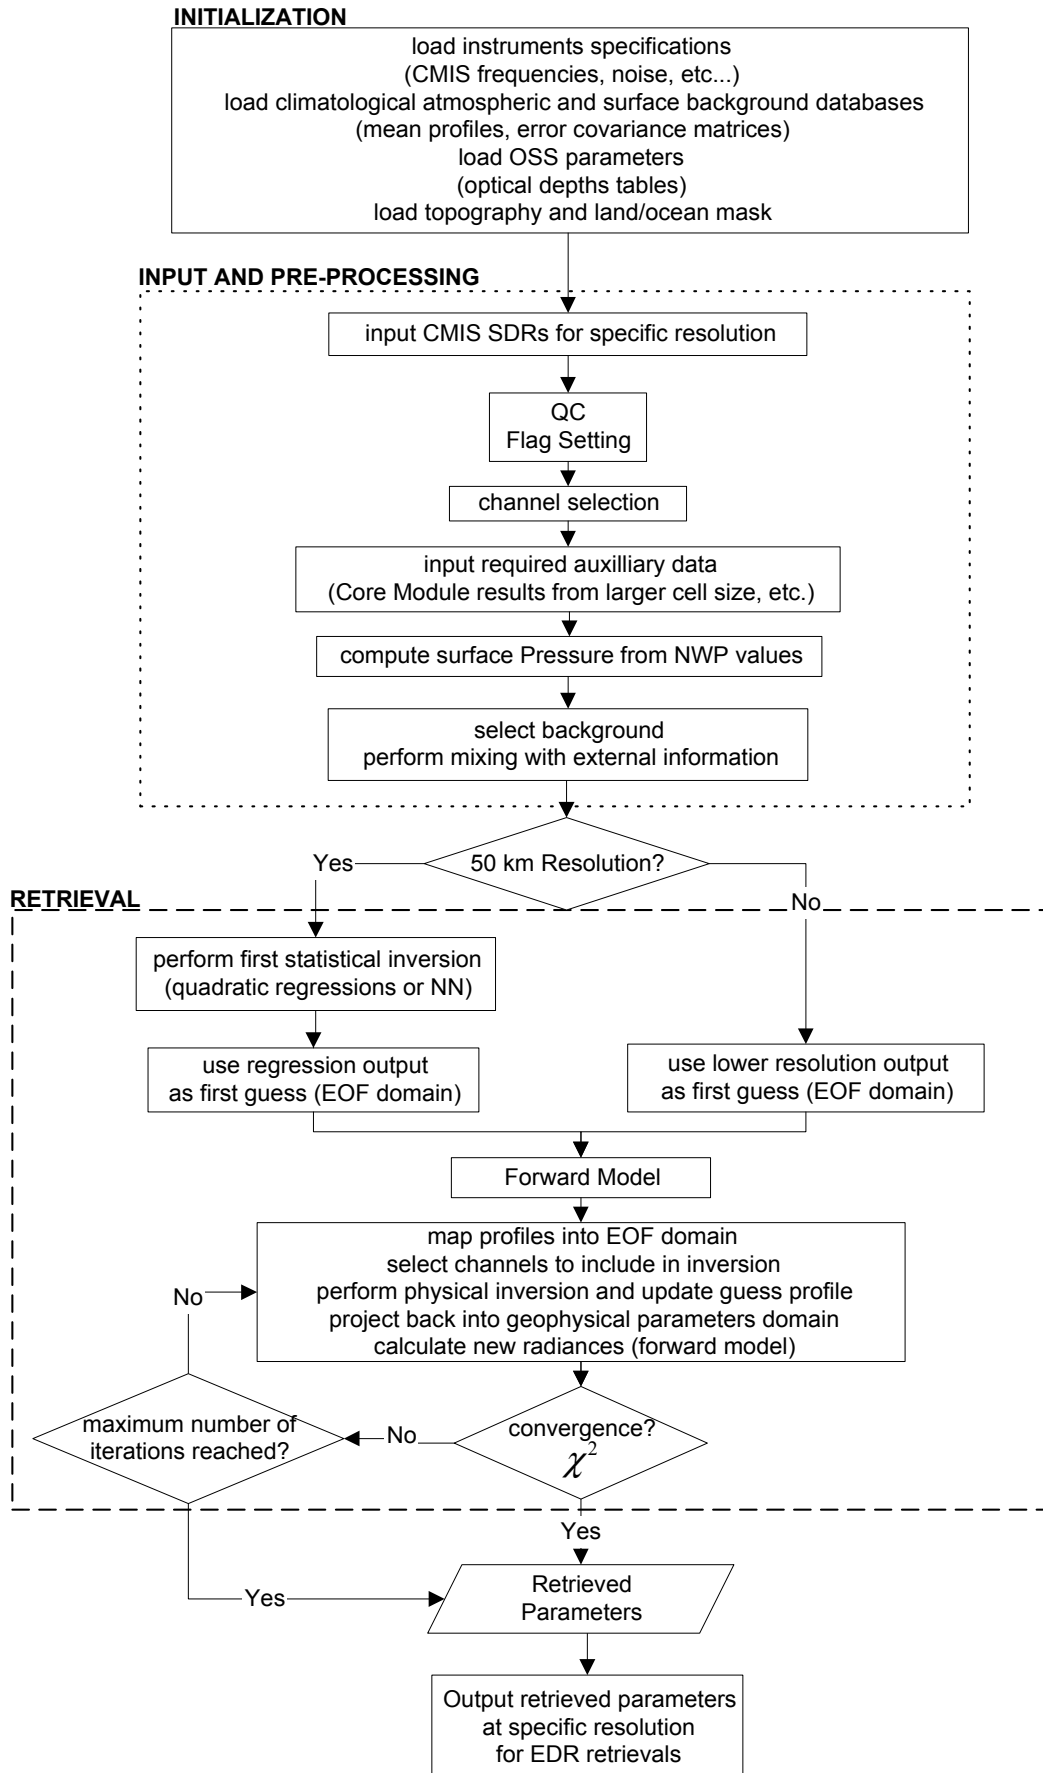 INITIALIZATION
load instruments specifications
(CMIS frequencies, noise, etc...)
load climatological atmospheric and surface background databases
(mean profiles, error covariance matrices)
load OSS parameters
(optical depths tables)
load topography and land/ocean mask
INPUT AND PRE-PROCESSING
input CMIS SDRs for specific resolution
QC
Flag Setting
channel selection
input required auxilliary data
(Core Module results from larger cell size, etc.)
compute surface Pressure from NWP values
select background
perform mixing with external information
50 km Resolution?
Yes
No
RETRIEVAL
perform first statistical inversion
(quadratic regressions or NN)
use regression output
as first guess (EOF domain)
use lower resolution output
as first guess (EOF domain)
Forward Model
map profiles into EOF domain
select channels to include in inversion
perform physical inversion and update guess profile
project back into geophysical parameters domain
calculate new radiances (forward model)
No
maximum number of
iterations reached?
No
convergence?
χ²
Yes
Yes
Retrieved
Parameters
Output retrieved parameters
at specific resolution
for EDR retrievals